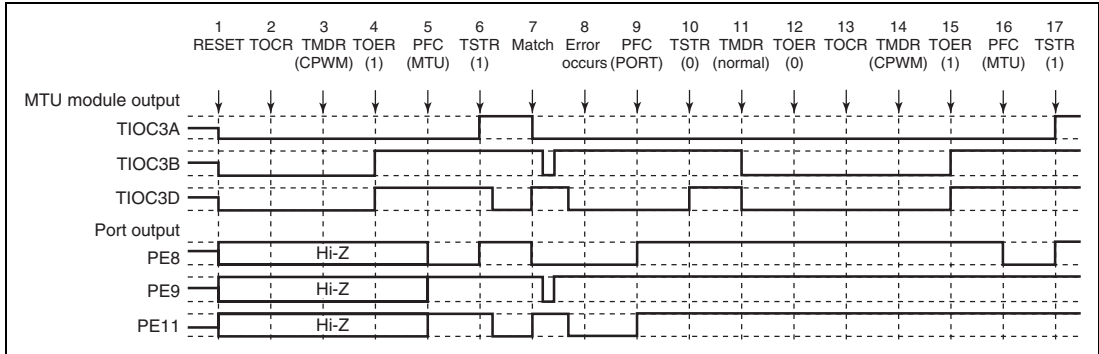 1 2 3 4 5 6 7 8 9 10 11 12 13 14 15 16 17
RESET TOCR TMDR TOER PFC TSTR Match Error PFC TSTR TMDR TOER TOCR TMDR TOER PFC TSTR
(CPWM) (1) (MTU) (1) occurs (PORT) (0) (normal) (0) (CPWM) (1) (MTU) (1)
MTU module output
TIOC3A
TIOC3B
TIOC3D
Port output
PE8 Hi-Z
PE9 Hi-Z
PE11 Hi-Z